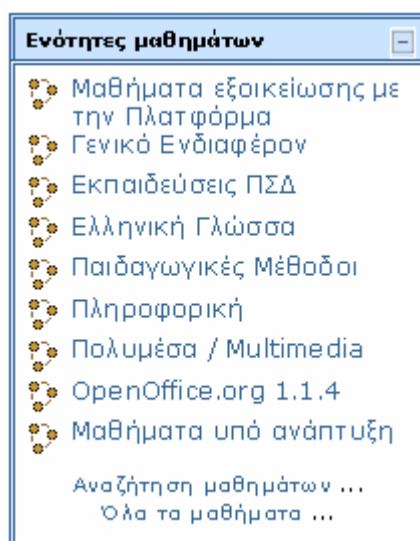 Ενότητες μαθημάτων
Μαθήματα εξοικείωσης με
την Πλατφόρμα
Γενικό Ενδιαφέρον
Εκπαιδεύσεις ΠΣΔ
Ελληνική Γλώσσα
Παιδαγωγικές Μέθοδοι
Πληροφορική
Πολυμέσα / Multimedia
OpenOffice.org 1.1.4
Μαθήματα υπό ανάπτυξη
Αναζήτηση μαθημάτων ...
Όλα τα μαθήματα ...